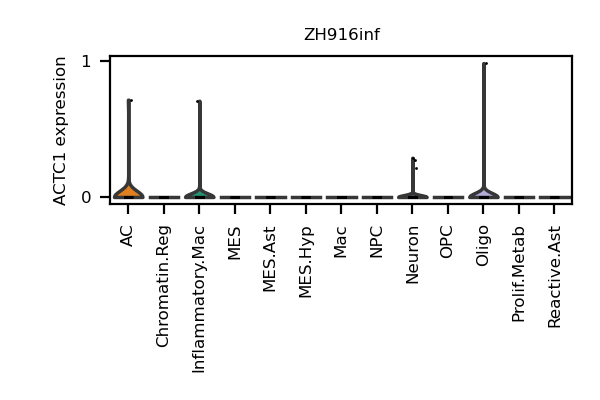 ZH916inf
ACTC1 expression
1
0
AC
Chromatin.Reg
Inflammatory.Mac
MES
MES.Ast
MES.Hyp
Mac
NPC
Neuron
OPC
Oligo
Prolif.Metab
Reactive.Ast